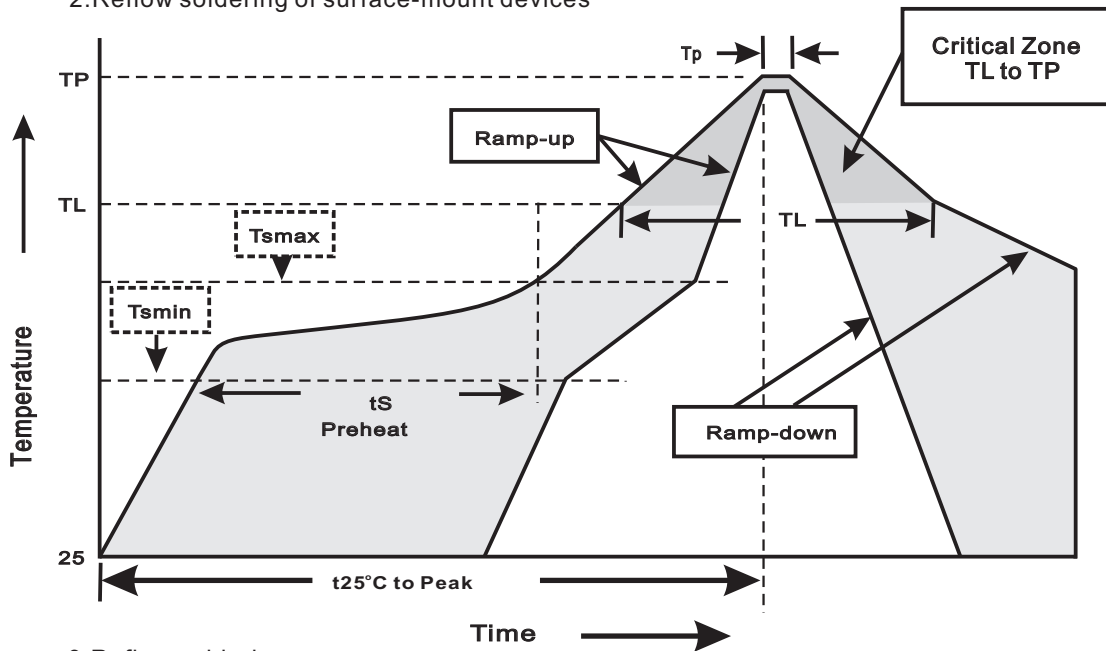 2.Reflow soldering of surface-mount devices
Tp
Critical Zone
TL to TP
TP
Ramp-up
TL
TL
Tsmax
Tsmin
tS
Preheat
Ramp-down
Temperature
25
t25°C to Peak
Time